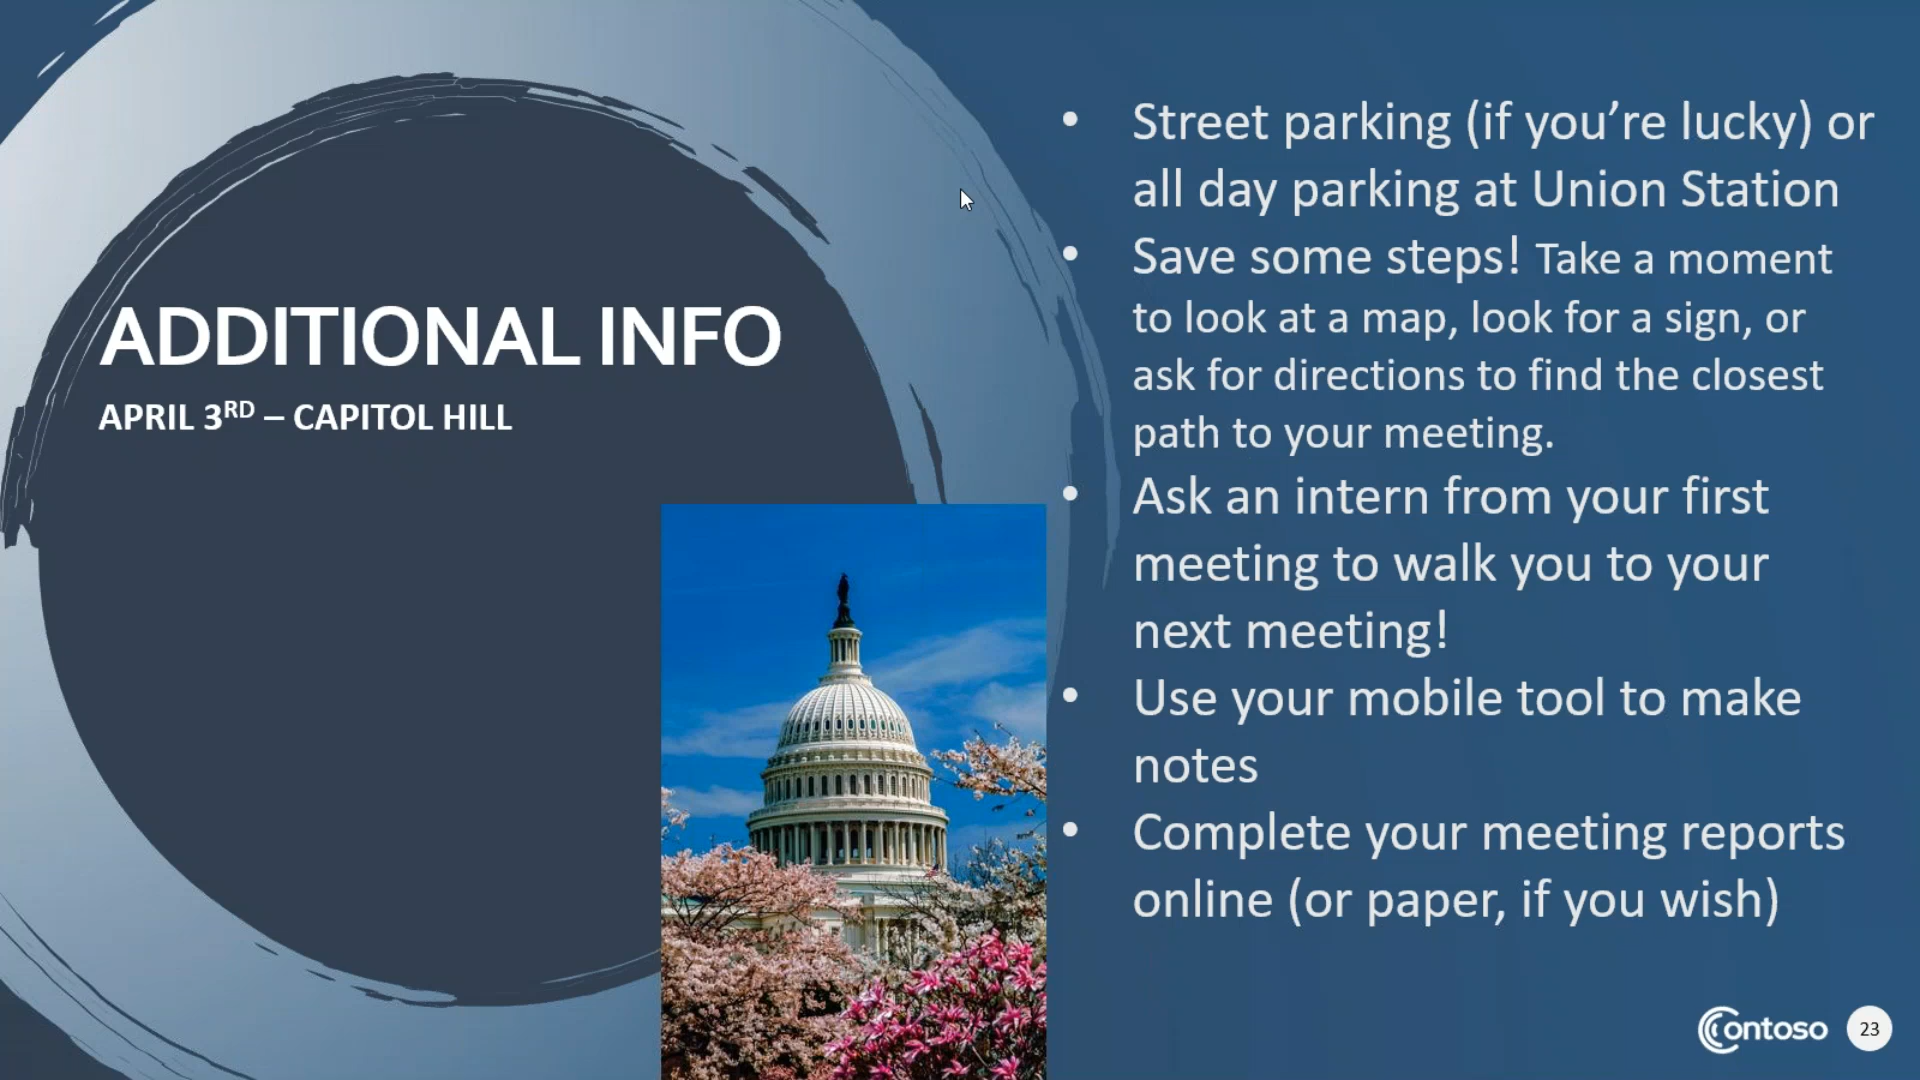 ADDITIONAL INFO
APRIL 3RD – CAPITOL HILL
• Street parking (if you’re lucky) or
all day parking at Union Station
• Save some steps! Take a moment
to look at a map, look for a sign, or
ask for directions to find the closest
path to your meeting.
• Ask an intern from your first
meeting to walk you to your
next meeting!
• Use your mobile tool to make
notes
• Complete your meeting reports
online (or paper, if you wish)
Contoso
23